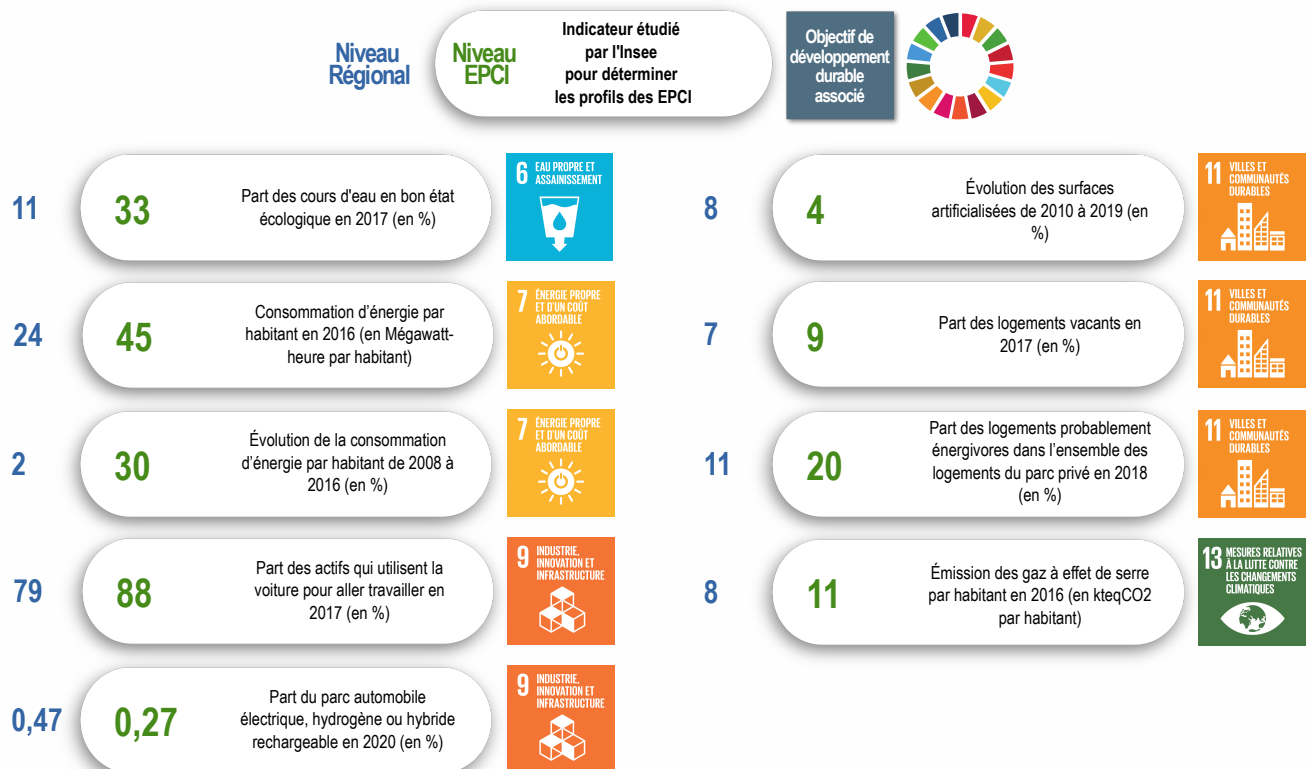 Niveau
Régional
Niveau
EPCI
Indicateur étudié
par l'Insee
pour déterminer
les profils des EPCI
Objectif de
développement
durable
associé
11
33
Part des cours d'eau en bon état
écologique en 2017 (en %)
6 EAU PROPRE ET
ASSAINISSEMENT
24
45
Consommation d'énergie par
habitant en 2016 (en Mégawatt-
heure par habitant)
7 ÉNERGIE PROPRE
ET D'UN COÛT
ABORDABLE
2
30
Évolution de la consommation
d'énergie par habitant de 2008 à
2016 (en %)
7 ÉNERGIE PROPRE
ET D'UN COÛT
ABORDABLE
79
88
Part des actifs qui utilisent la
voiture pour aller travailler en
2017 (en %)
9 INDUSTRIE,
INNOVATION ET
INFRASTRUCTURE
0,47
0,27
Part du parc automobile
électrique, hydrogène ou hybride
rechargeable en 2020 (en %)
9 INDUSTRIE,
INNOVATION ET
INFRASTRUCTURE
8
4
Évolution des surfaces
artificialisées de 2010 à 2019 (en
%)
11 VILLES ET
COMMUNAUTÉS
DURABLES
7
9
Part des logements vacants en
2017 (en %)
11 VILLES ET
COMMUNAUTÉS
DURABLES
11
20
Part des logements probablement
énergivores dans l'ensemble des
logements du parc privé en 2018
(en %)
11 VILLES ET
COMMUNAUTÉS
DURABLES
8
11
Émission des gaz à effet de serre
par habitant en 2016 (en kteqCO2
par habitant)
13 MESURES RELATIVES
À LA LUTTE CONTRE
LES CHANGEMENTS
CLIMATIQUES